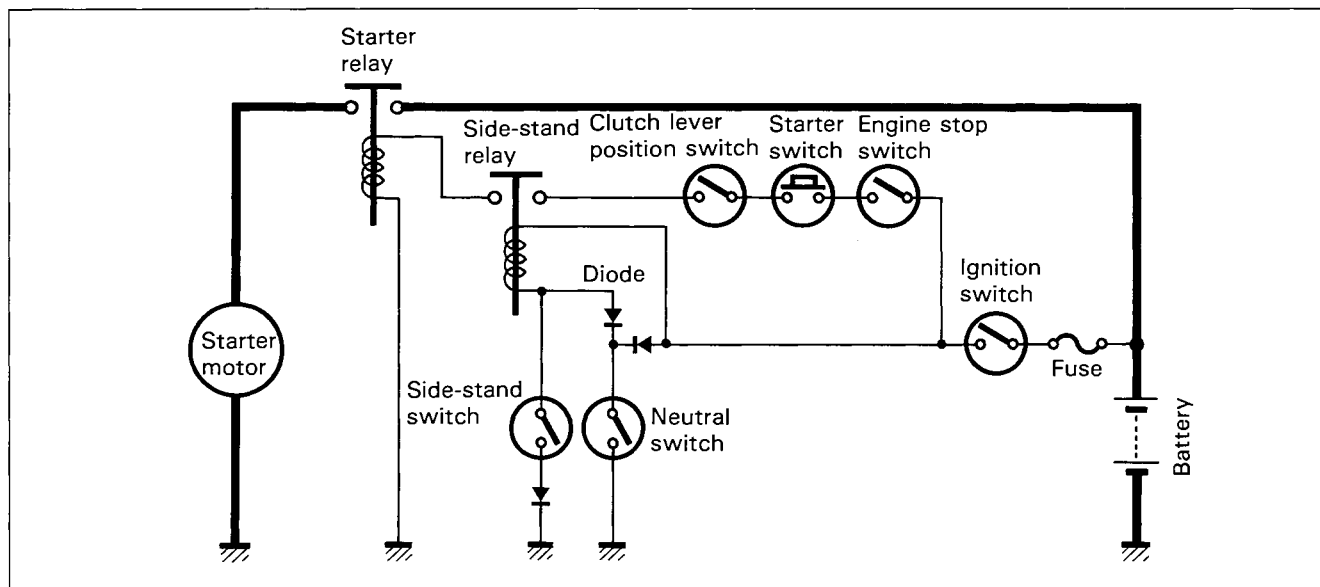 Starter
relay
Side-stand
relay
Clutch lever
position switch
Starter
switch
Engine stop
switch
Diode
Ignition
switch
Starter
motor
Fuse
Side-stand
switch
Neutral
switch
Battery